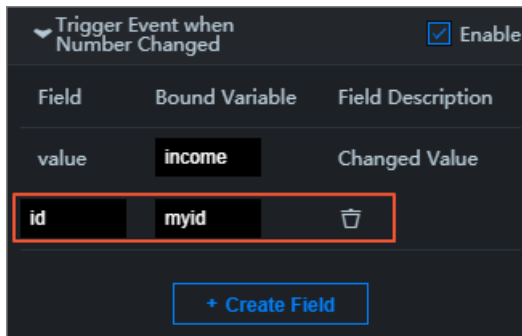 Trigger Event when
Number Changed
Enable
Field Bound Variable Field Description
value income Changed Value
id myid
+ Create Field